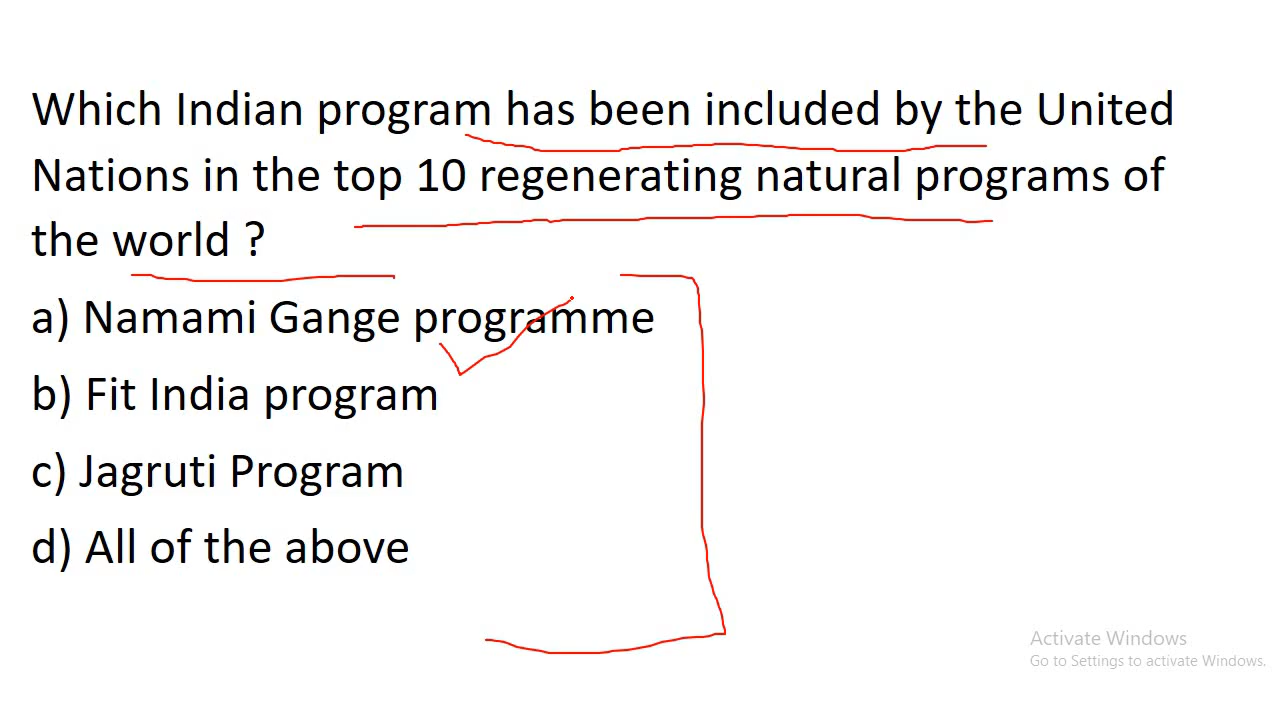 Which Indian program has been included by the United
Nations in the top 10 regenerating natural programs of
the world ?
a) Namami Gange programme
b) Fit India program
c) Jagruti Program
d) All of the above
Activate Windows
Go to Settings to activate Windows.